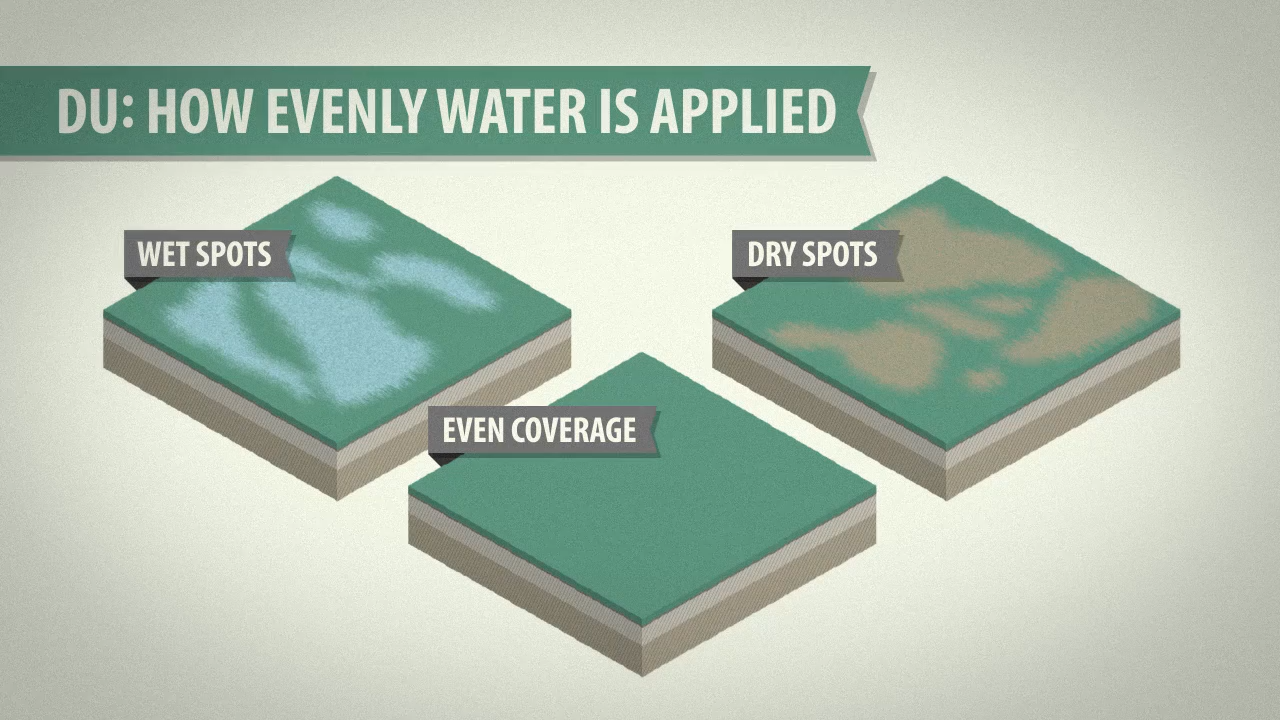 DU: HOW EVENLY WATER IS APPLIED
WET SPOTS
DRY SPOTS
EVEN COVERAGE